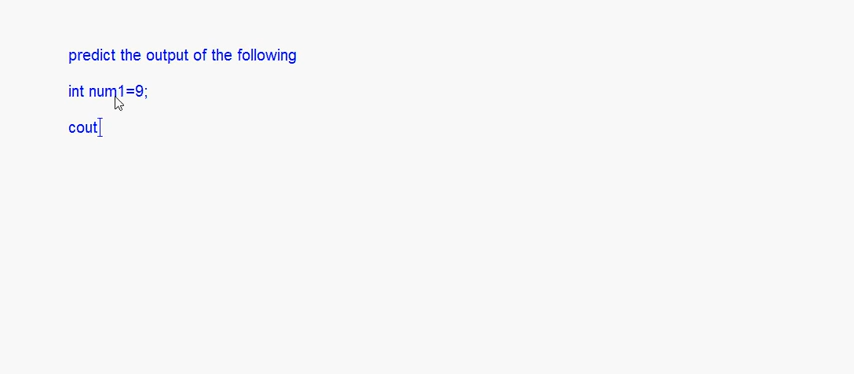 predict the output of the following
int num1=9;
cout